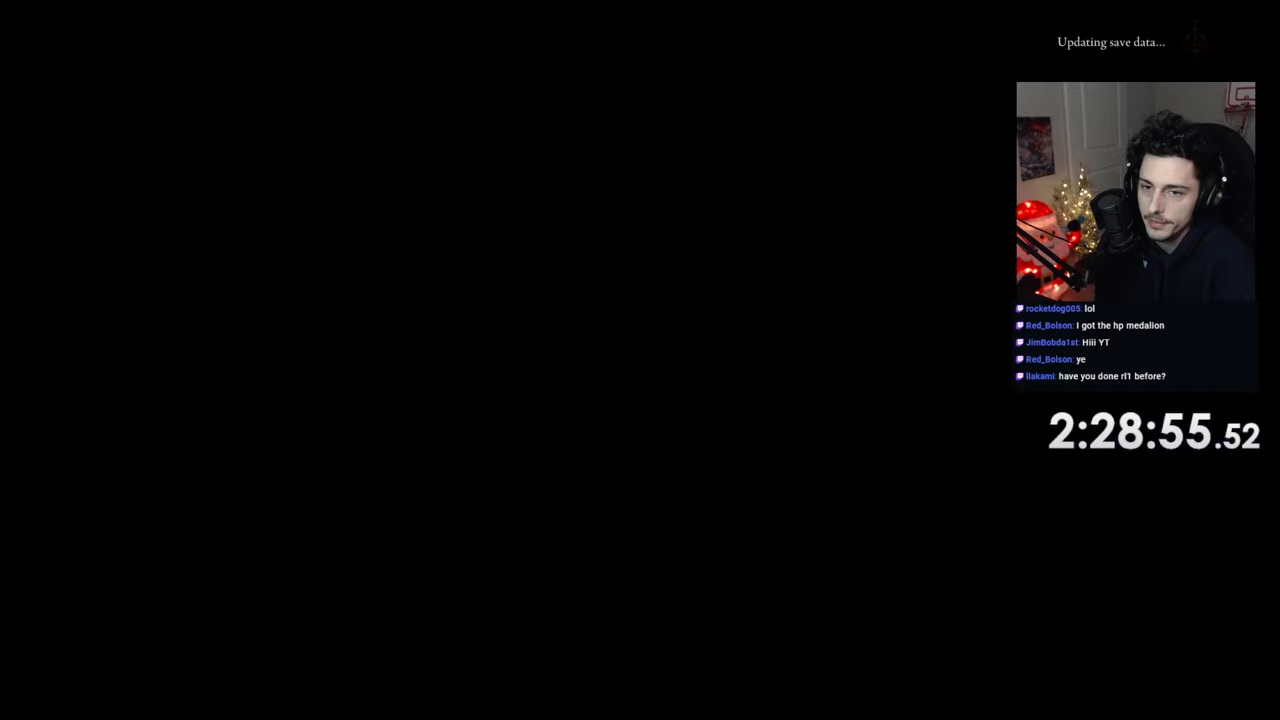 Updating save data...
rocketdog005: lol
Red_Bolson: I got the hp medalion
JimBobda1st: Hiii YT
Red_Bolson: ye
llakami: have you done rl1 before?
2:28:55.52